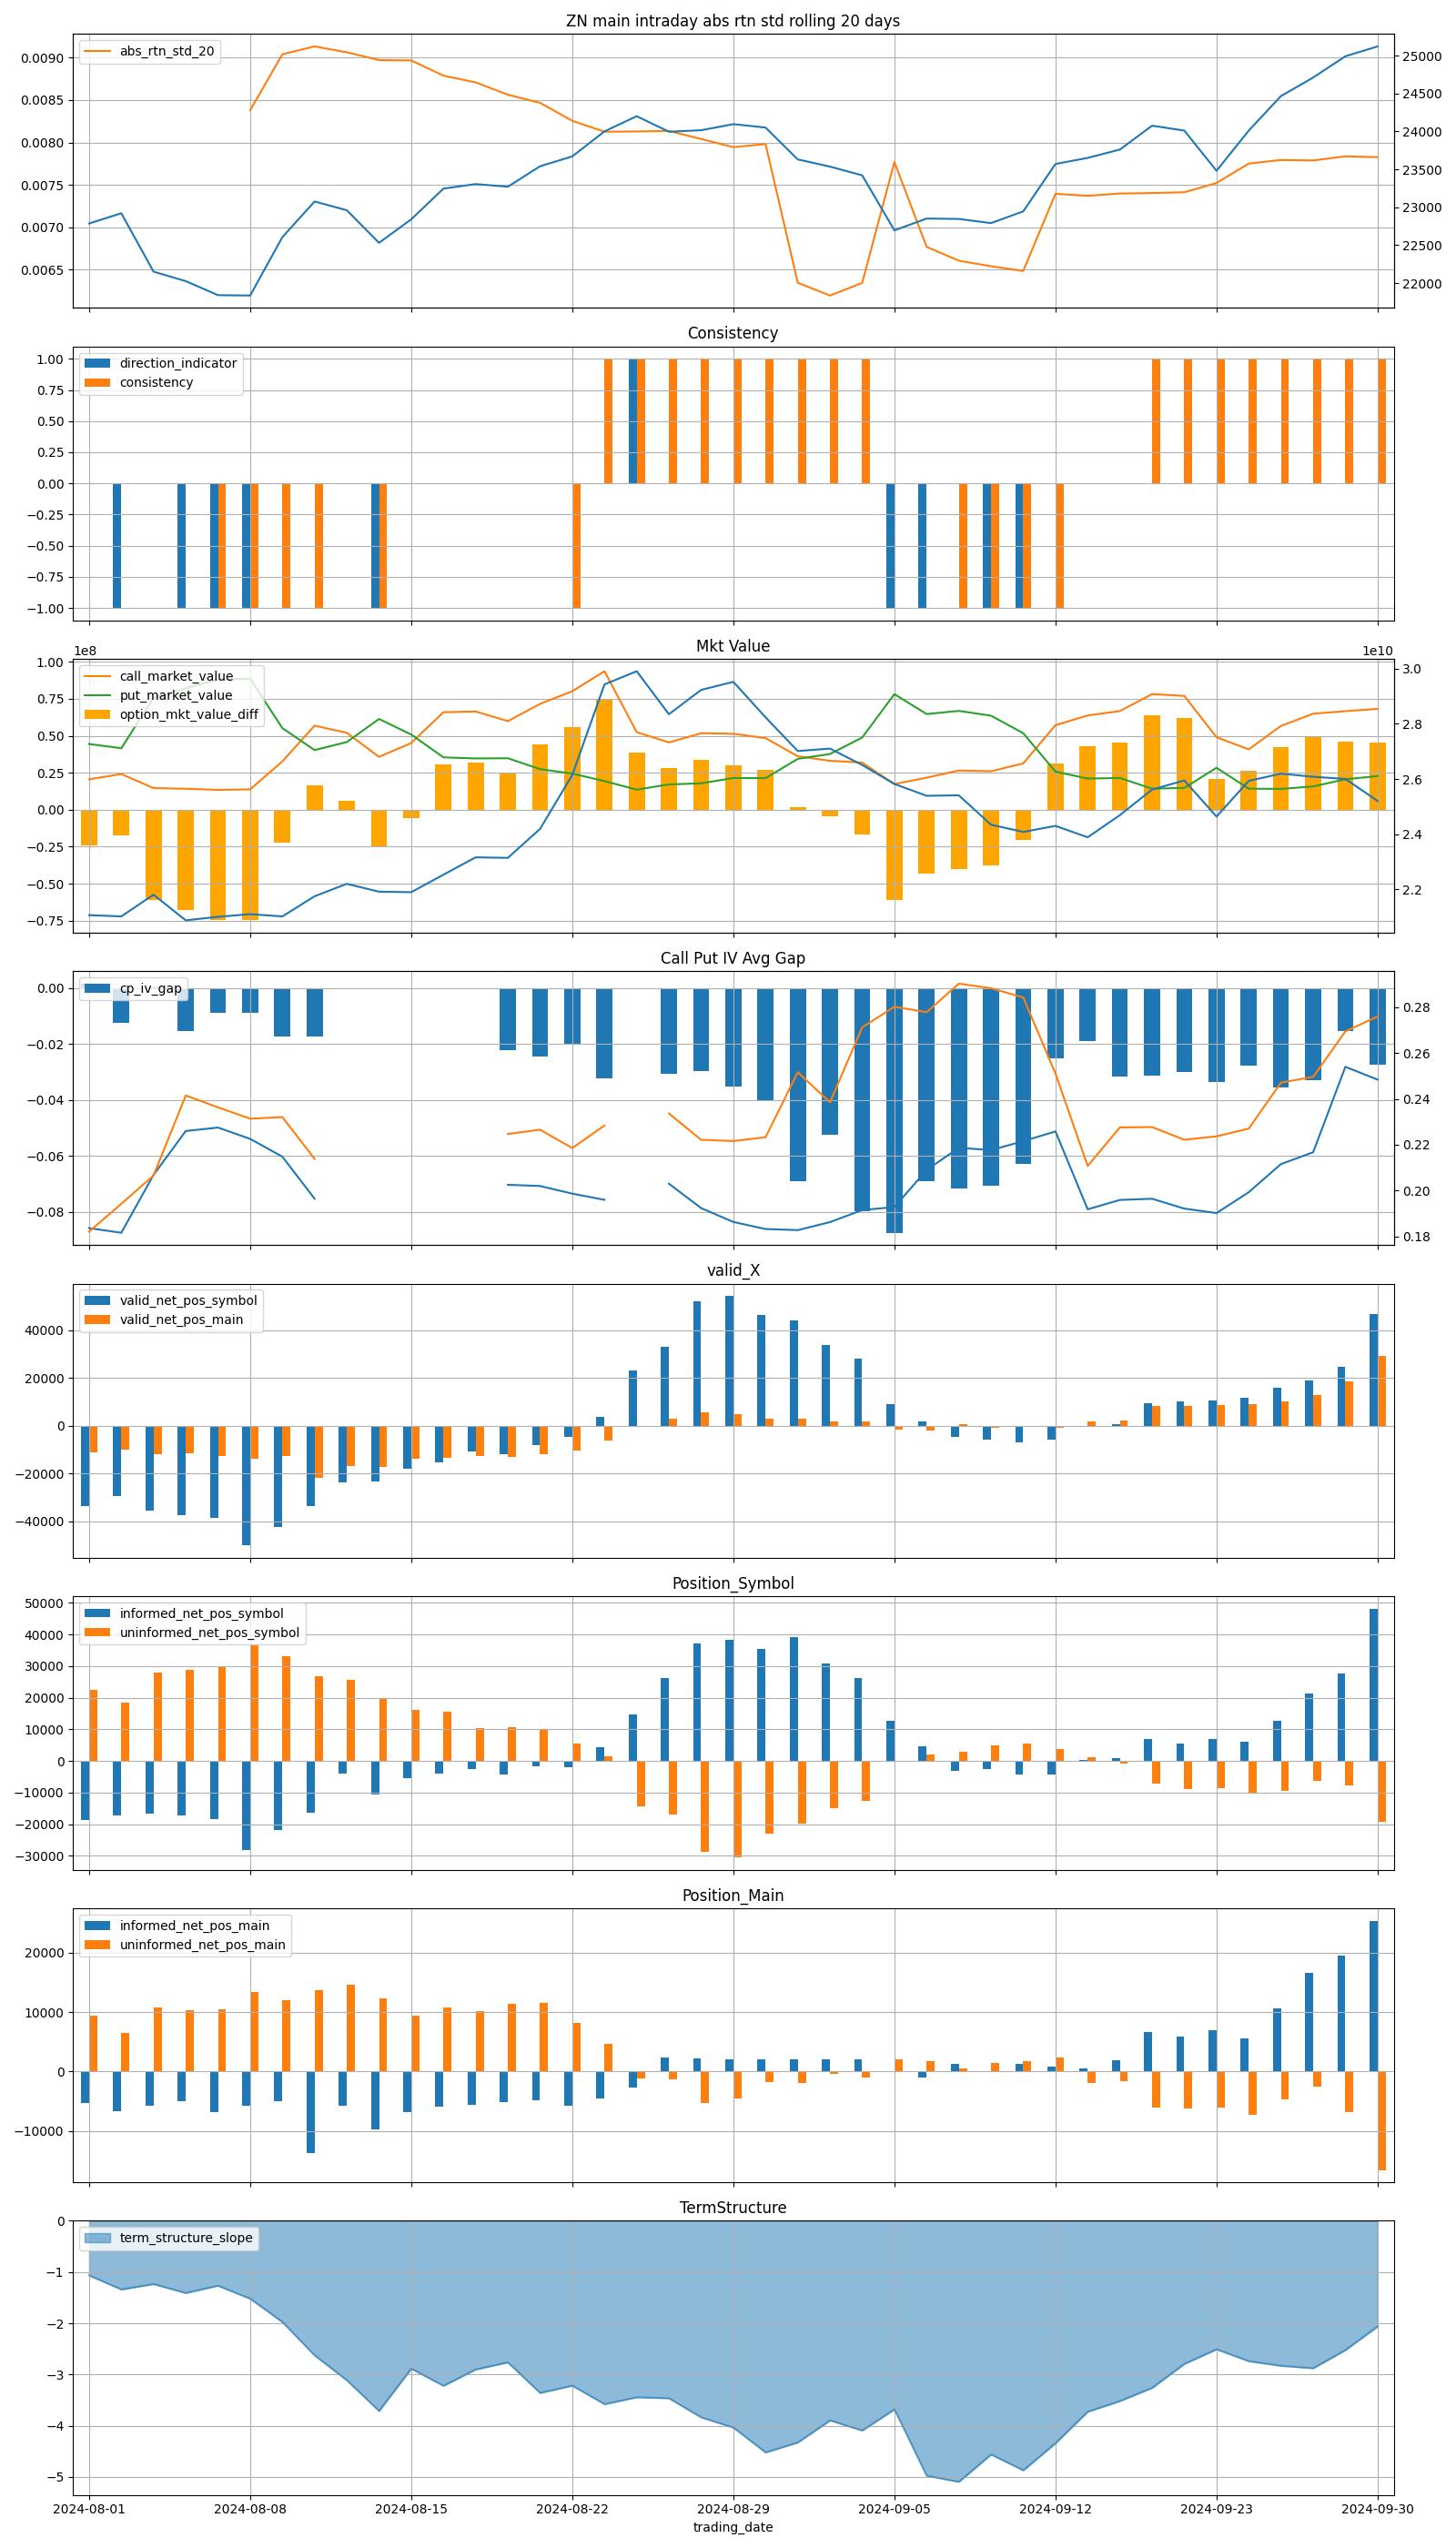 ZN main intraday abs rtn std rolling 20 days
abs_rtn_std_20
0.0090
0.0085
0.0080
0.0075
0.0070
0.0065
25000
24500
24000
23500
23000
22500
22000
Consistency
direction_indicator
consistency
1.00
0.75
0.50
0.25
0.00
−0.25
−0.50
−0.75
−1.00
Mkt Value
1e8
1e10
call_market_value
put_market_value
option_mkt_value_diff
1.00
0.75
0.50
0.25
0.00
−0.25
−0.50
−0.75
3.0
2.8
2.6
2.4
2.2
Call Put IV Avg Gap
cp_iv_gap
0.00
−0.02
−0.04
−0.06
−0.08
0.28
0.26
0.24
0.22
0.20
0.18
valid_X
valid_net_pos_symbol
valid_net_pos_main
40000
20000
0
−20000
−40000
Position_Symbol
informed_net_pos_symbol
uninformed_net_pos_symbol
50000
40000
30000
20000
10000
0
−10000
−20000
−30000
Position_Main
informed_net_pos_main
uninformed_net_pos_main
20000
10000
0
−10000
TermStructure
term_structure_slope
0
−1
−2
−3
−4
−5
2024-08-01 2024-08-08 2024-08-15 2024-08-22 2024-08-29 2024-09-05 2024-09-12 2024-09-23 2024-09-30
trading_date